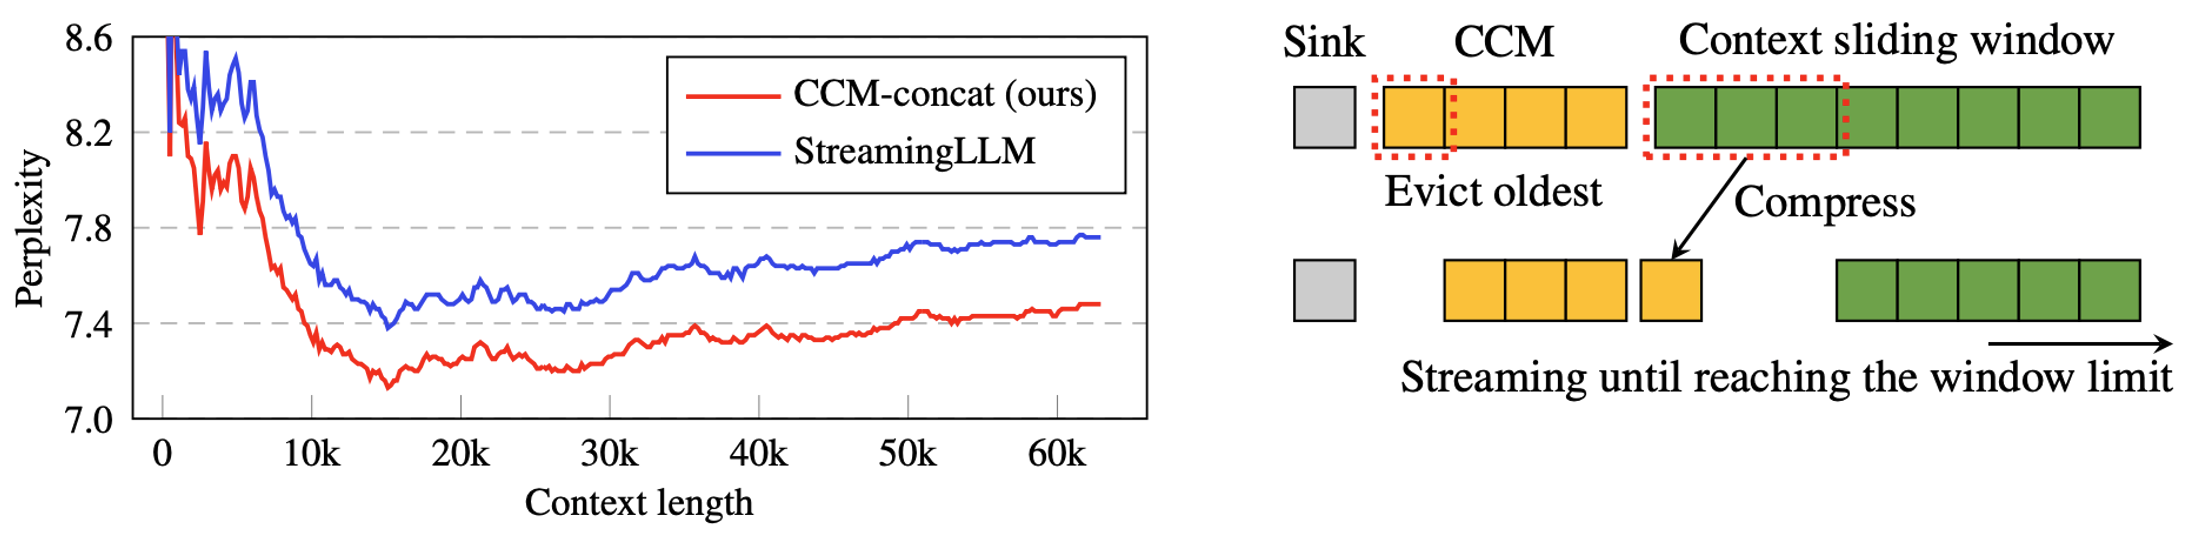 8.6
8.2
7.8
7.4
7.0
Perplexity
CCM-concat (ours)
StreamingLLM
0 10k 20k 30k 40k 50k 60k
Context length
Sink CCM Context sliding window
Evict oldest
Compress
Streaming until reaching the window limit